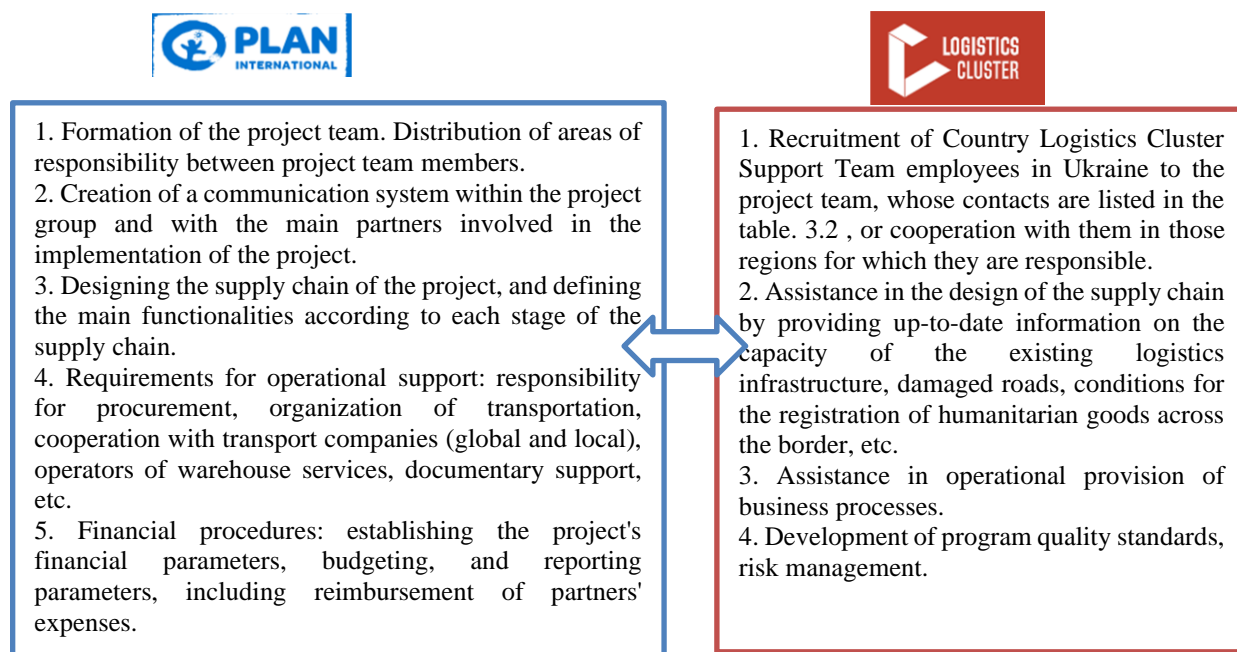 PLAN
INTERNATIONAL
1. Formation of the project team. Distribution of areas of
responsibility between project team members.
2. Creation of a communication system within the project
group and with the main partners involved in the
implementation of the project.
3. Designing the supply chain of the project, and defining
the main functionalities according to each stage of the
supply chain.
4. Requirements for operational support: responsibility
for procurement, organization of transportation,
cooperation with transport companies (global and local),
operators of warehouse services, documentary support,
etc.
5. Financial procedures: establishing the project's
financial parameters, budgeting, and reporting
parameters, including reimbursement of partners'
expenses.
LOGISTICS
CLUSTER
1. Recruitment of Country Logistics Cluster
Support Team employees in Ukraine to the
project team, whose contacts are listed in the
table. 3.2 , or cooperation with them in those
regions for which they are responsible.
2. Assistance in the design of the supply chain
by providing up-to-date information on the
capacity of the existing logistics
infrastructure, damaged roads, conditions for
the registration of humanitarian goods across
the border, etc.
3. Assistance in operational provision of
business processes.
4. Development of program quality standards,
risk management.